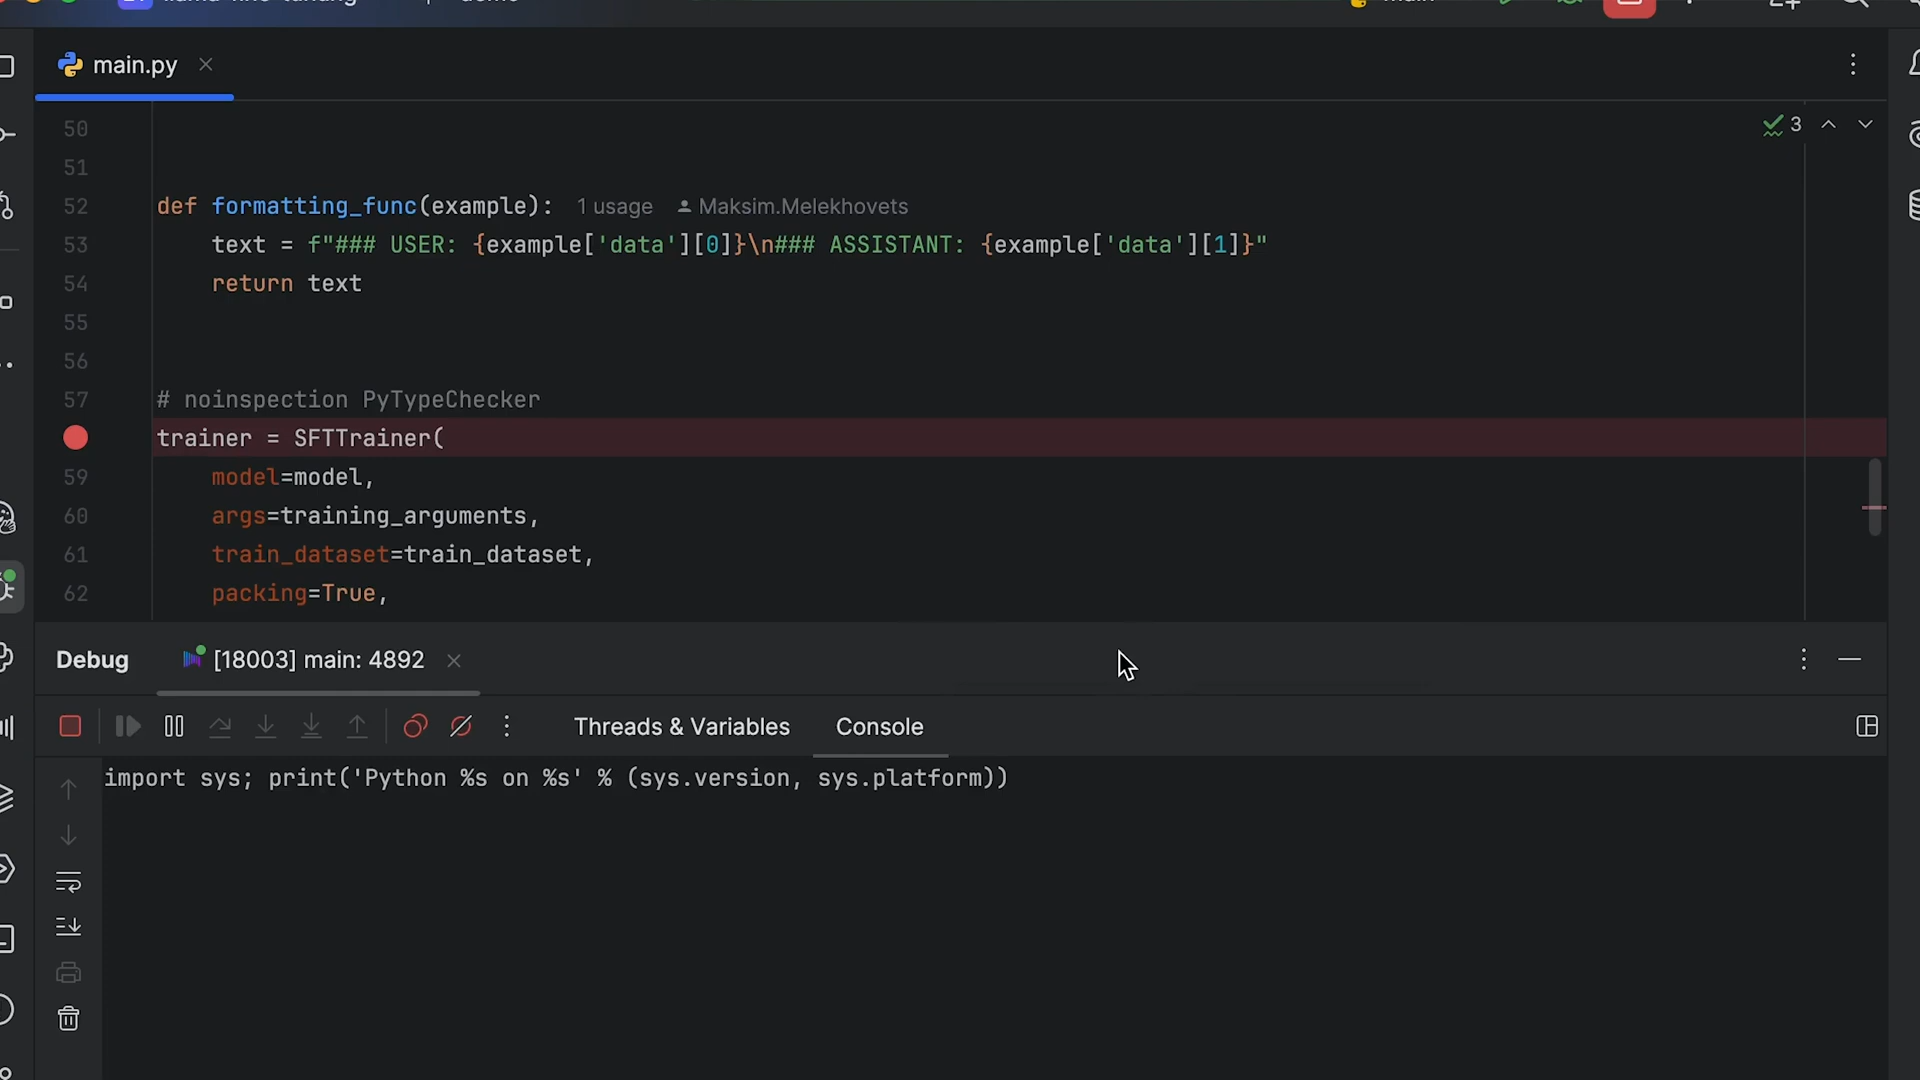 main.py
3
50
51
52 def formatting_func(example): 1 usage Maksim.Melekhovets
53 text = f"### USER: {example['data'][0]}\n### ASSISTANT: {example['data'][1]}"
54 return text
55
56
57 # noinspection PyTypeChecker
trainer = SFTTrainer(
59 model=model,
60 args=training_arguments,
61 train_dataset=train_dataset,
62 packing=True,
Debug [18003] main: 4892
Threads & Variables Console
import sys; print('Python %s on %s' % (sys.version, sys.platform))